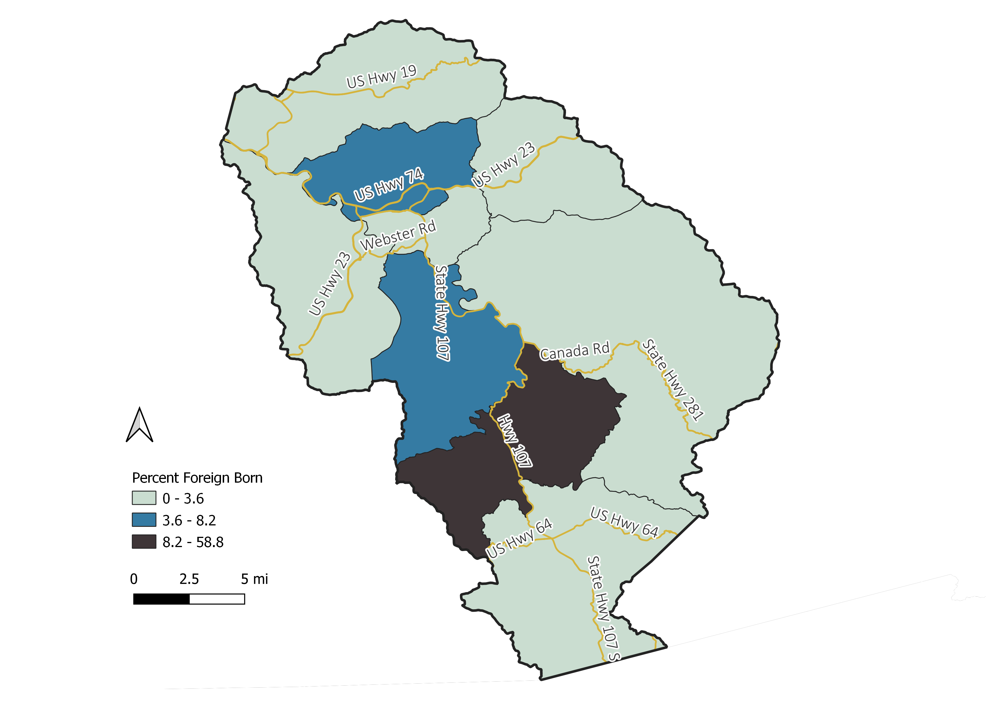 US Hwy 19
US Hwy 23
US Hwy 74
Webster Rd
US Hwy 23
State Hwy 107
Canada Rd
State Hwy 281
Hwy 107
US Hwy 64
US Hwy 64
State Hwy 107 S
Percent Foreign Born
0 - 3.6
3.6 - 8.2
8.2 - 58.8
0 2.5 5 mi